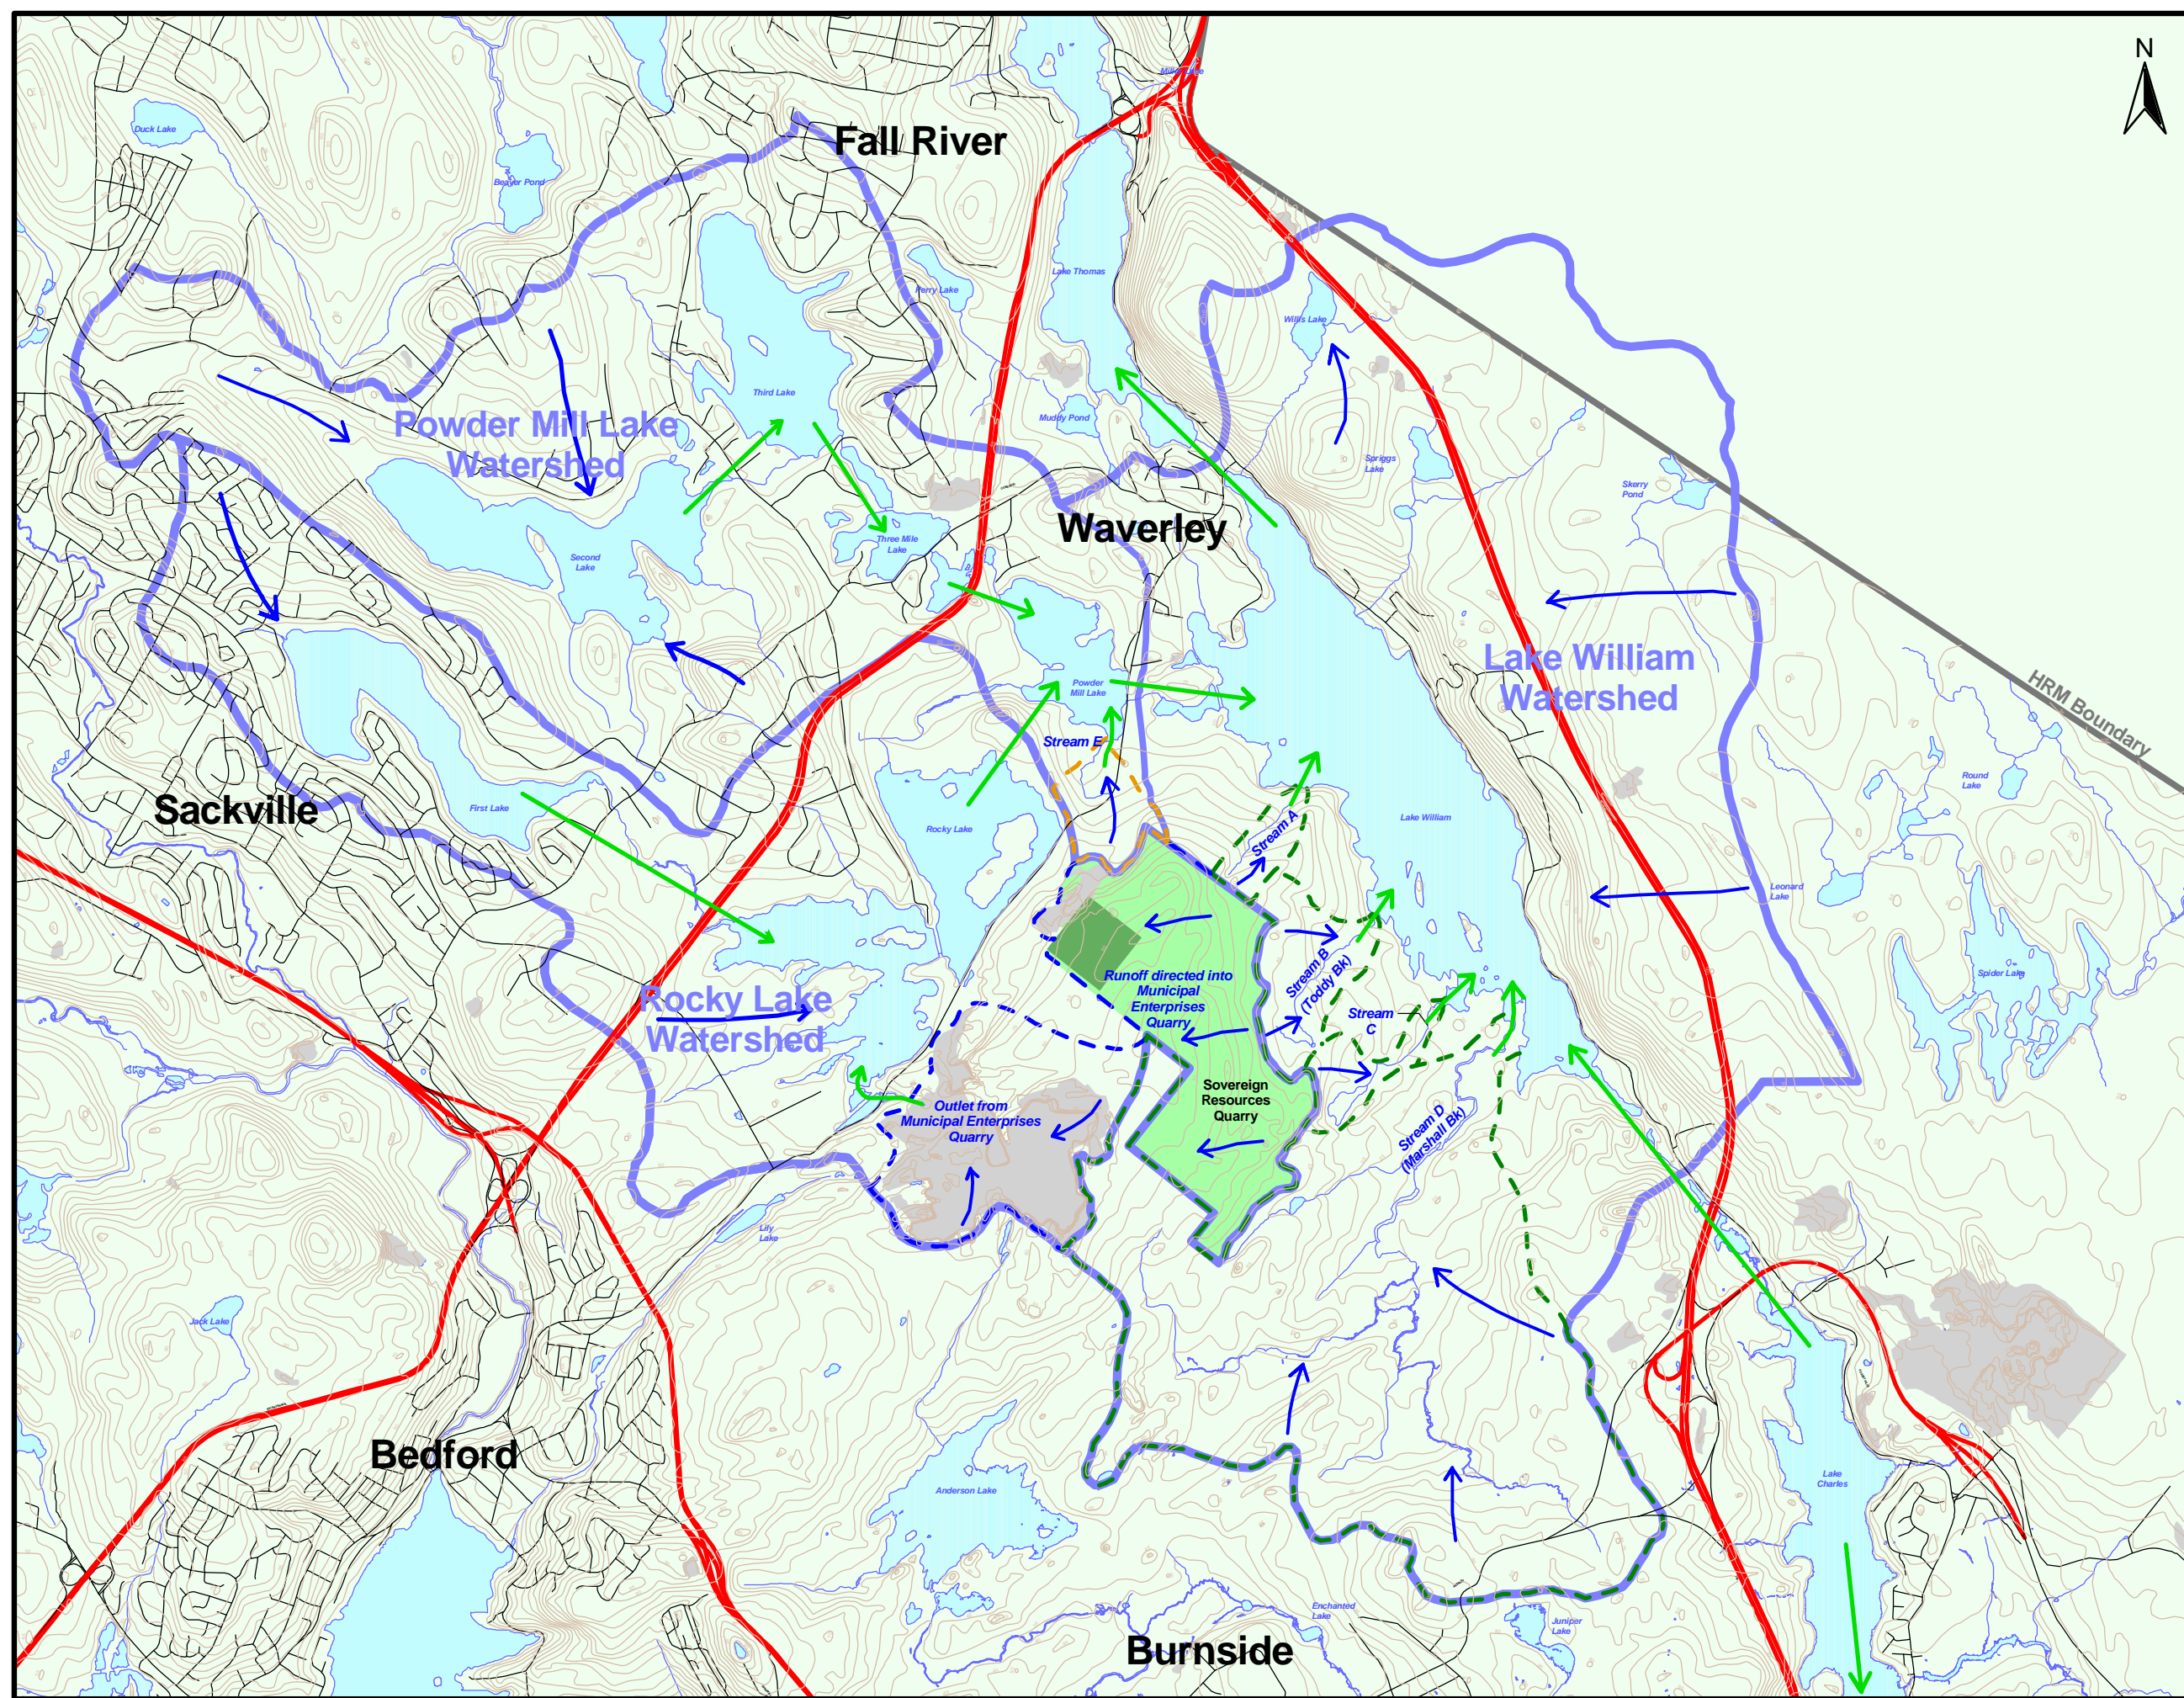 N
Miller Lake
Duck Lake
Fall River
Beaver Pond
Lake Thomas
Perry Lake
Willis Lake
Third Lake
Muddy Pond
Powder Mill Lake
Watershed
Spriggs
Lake
Skerry
Pond
Waverley
Three Mile
Lake
Second
Lake
Lake William
Watershed
HRM Boundary
Powder
Mill Lake
Stream E
Round
Lake
Sackville
First Lake
Rocky Lake
Stream A
Lake William
Leonard
Lake
Spider Lake
Rocky Lake
Watershed
Runoff directed into
Municipal
Enterprises
Quarry
Stream B
(Toddy Bk)
Stream
C
Sovereign
Resources
Quarry
Outlet from
Municipal Enterprises
Quarry
Stream D
(Marshall Bk)
Lily
Lake
Jack Lake
Bedford
Anderson Lake
Lake
Charles
Enchanted
Lake
Juniper
Lake
Burnside